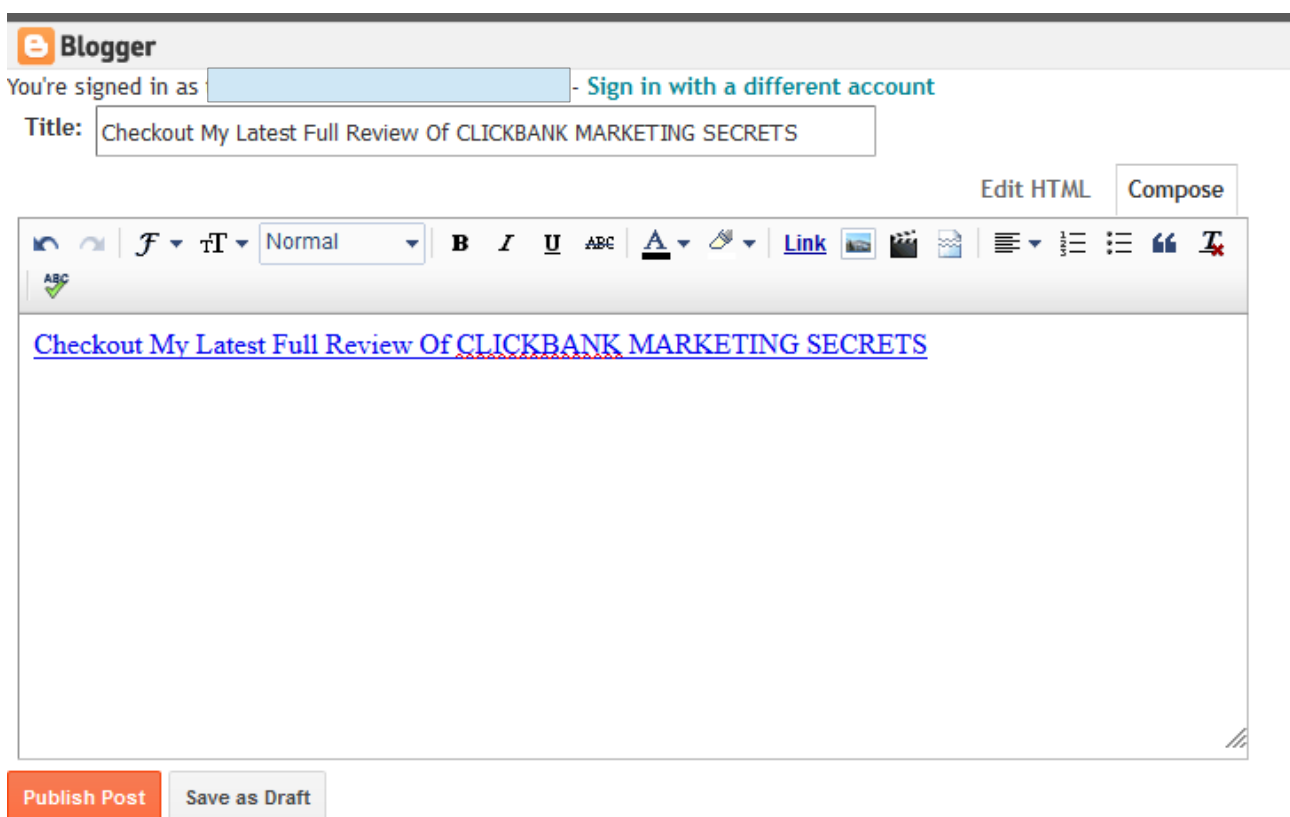 Blogger
You're signed in as - Sign in with a different account
Title: Checkout My Latest Full Review Of CLICKBANK MARKETING SECRETS
Edit HTML Compose
F TT Normal B I U ABC A Link T
ABC
Checkout My Latest Full Review Of CLICKBANK MARKETING SECRETS
Publish Post Save as Draft